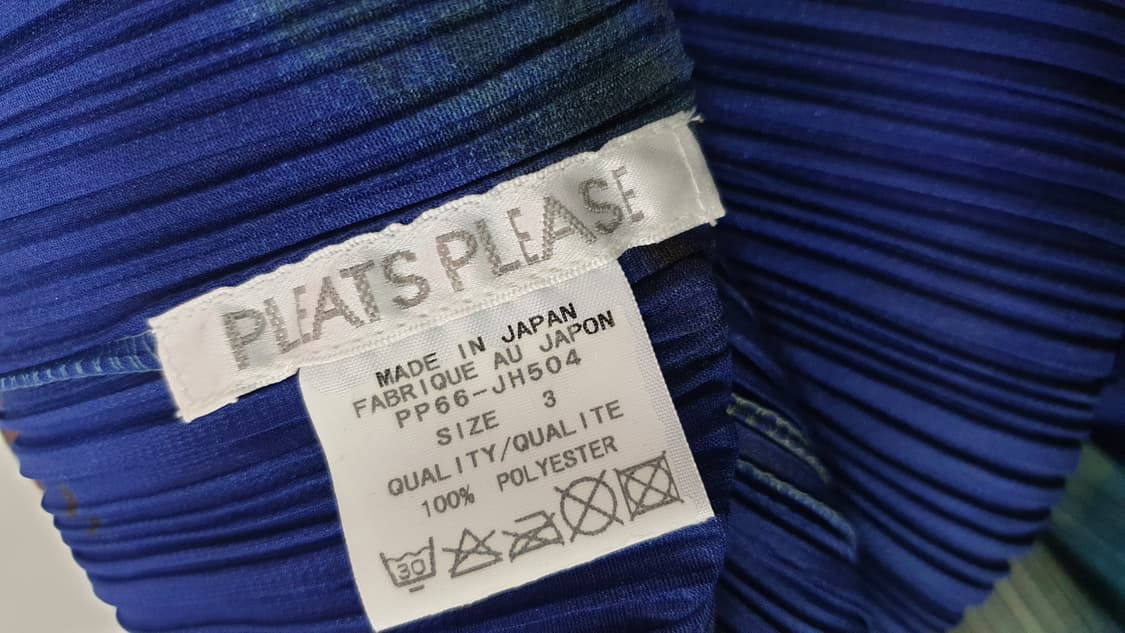 PLEATS PLEASE
MADE IN JAPAN
FABRIQUE AU JAPON
PP66-JH504
SIZE 3
QUALITY/QUALITE
100% POLYESTER
30